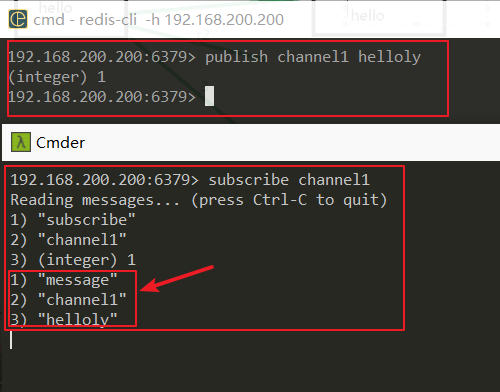 hello
hello
cmd - redis-cli -h 192.168.200.200
192.168.200.200:6379> publish channel1 helloly
(integer) 1
192.168.200.200:6379>
Cmder
192.168.200.200:6379> subscribe channel1
Reading messages... (press Ctrl-C to quit)
1) "subscribe"
2) "channel1"
3) (integer) 1
1) "message"
2) "channel1"
3) "helloly"